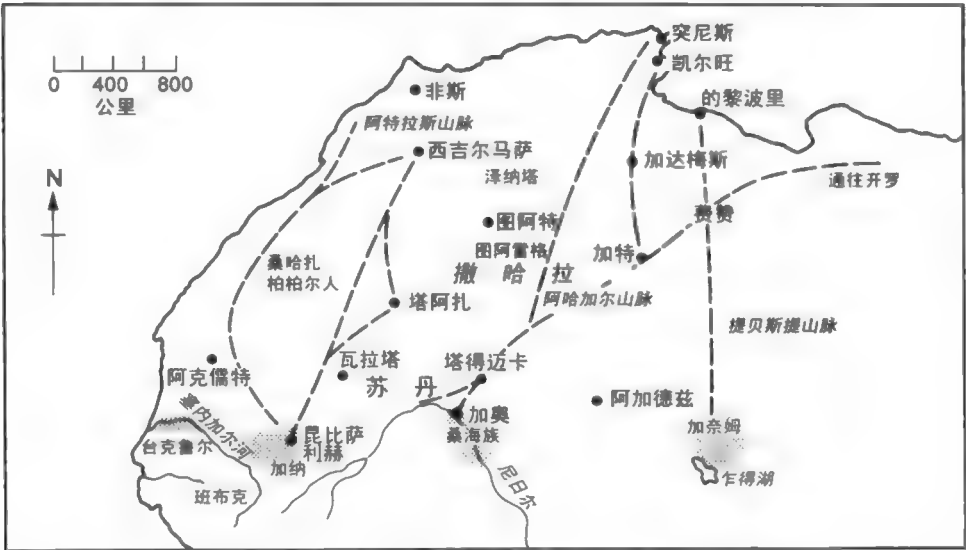 突尼斯
凯尔旺
的黎波里
0 400 800
公里
非斯
阿特拉斯山脉
西吉尔马萨
泽纳塔
加达梅斯
通往开罗
N
图阿特
费赞
图阿雷格
加特
桑哈扎
柏柏尔人
撒哈拉
塔阿扎
阿哈加尔山脉
提贝斯提山脉
瓦拉塔
塔得迈卡
阿克儒特
苏丹
阿加德兹
塞内加尔河
加奥
加奈姆
昆比萨
利赫
桑海族
台克鲁尔
加纳
尼日尔
乍得湖
班布克